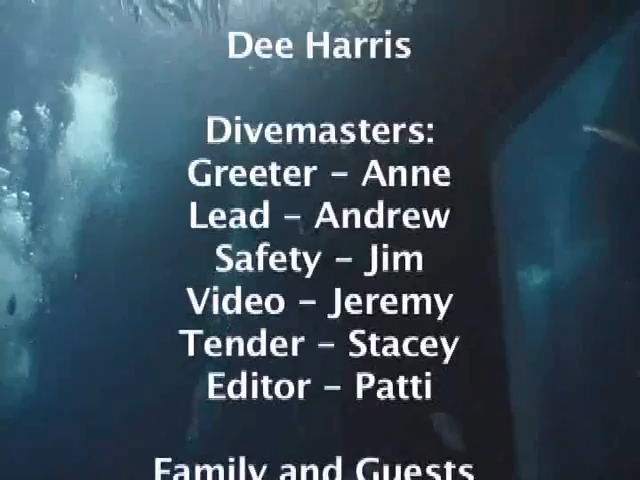 Dee Harris
Divemasters:
Greeter – Anne
Lead – Andrew
Safety – Jim
Video – Jeremy
Tender – Stacey
Editor – Patti
Family and Guests